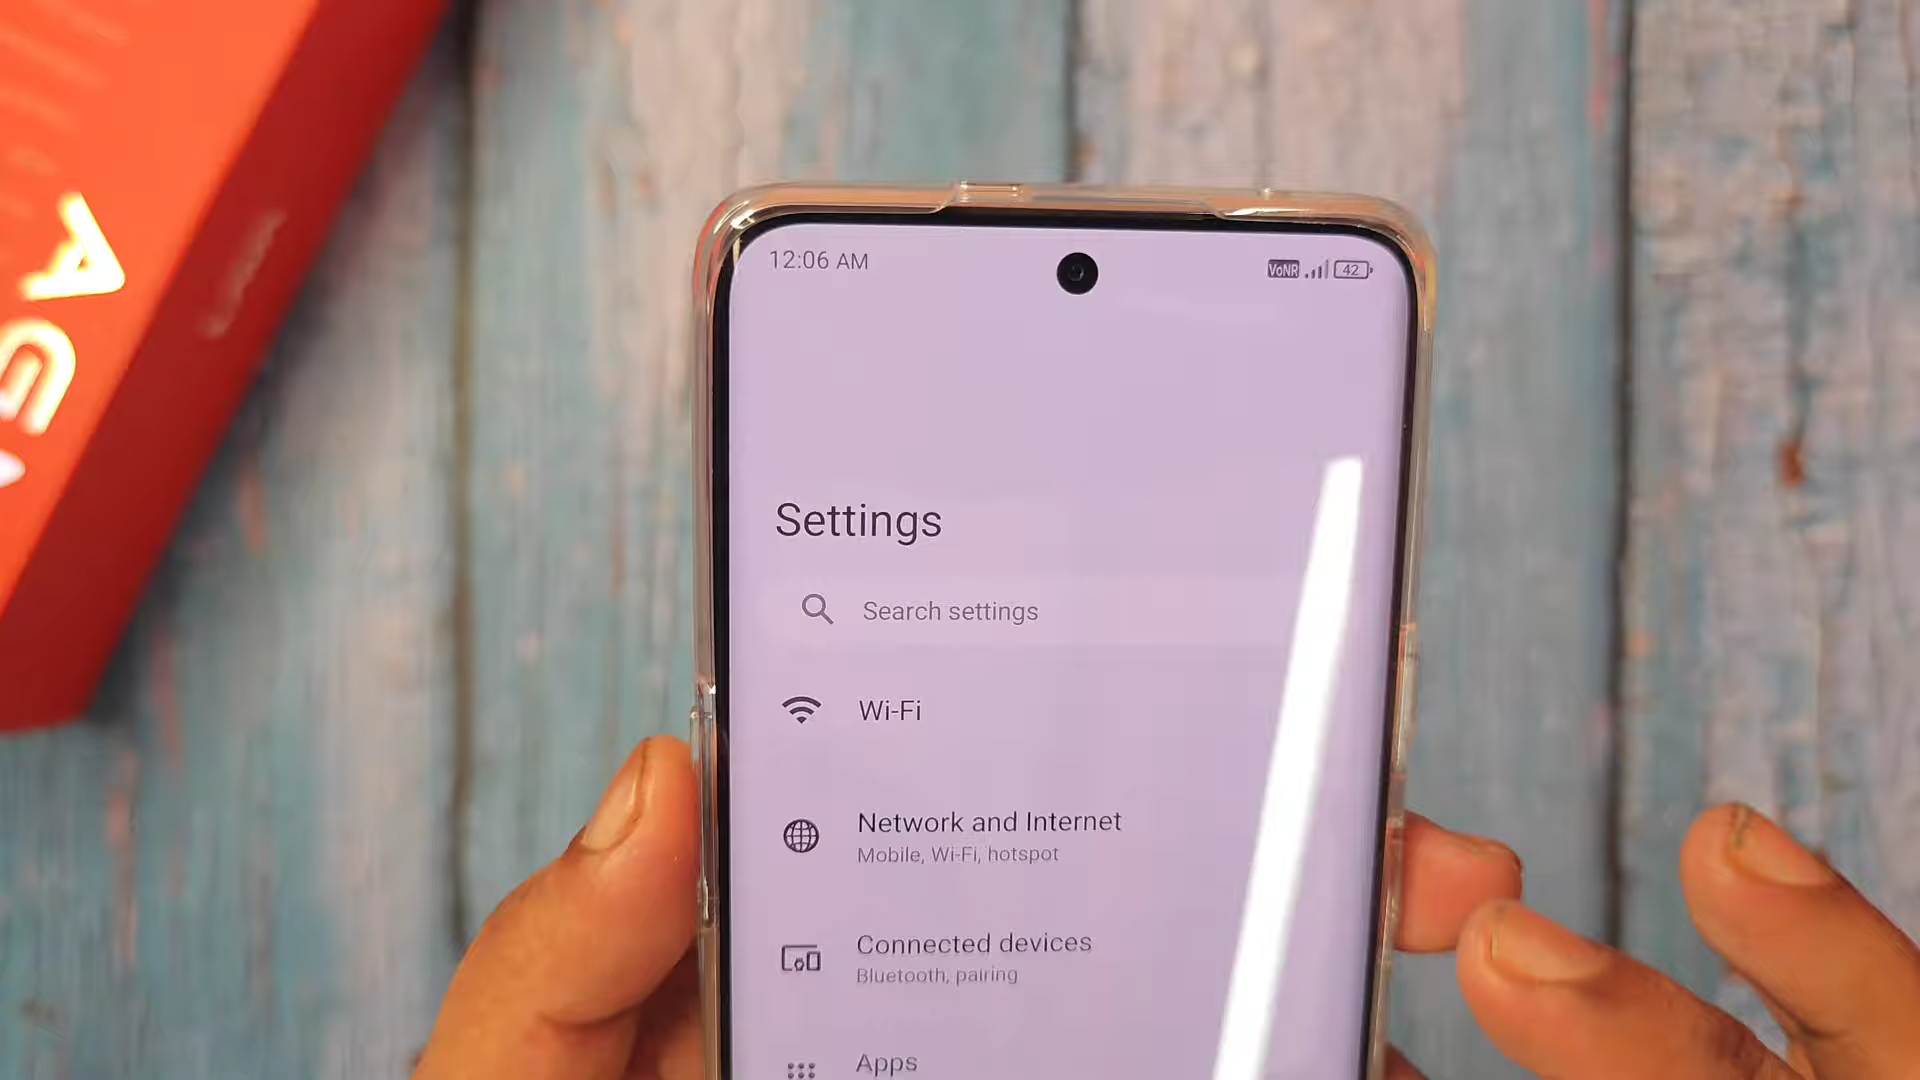 12:06 AM
VoNR
42
Settings
Search settings
Wi-Fi
Network and Internet
Mobile, Wi-Fi, hotspot
Connected devices
Bluetooth, pairing
Apps
AG